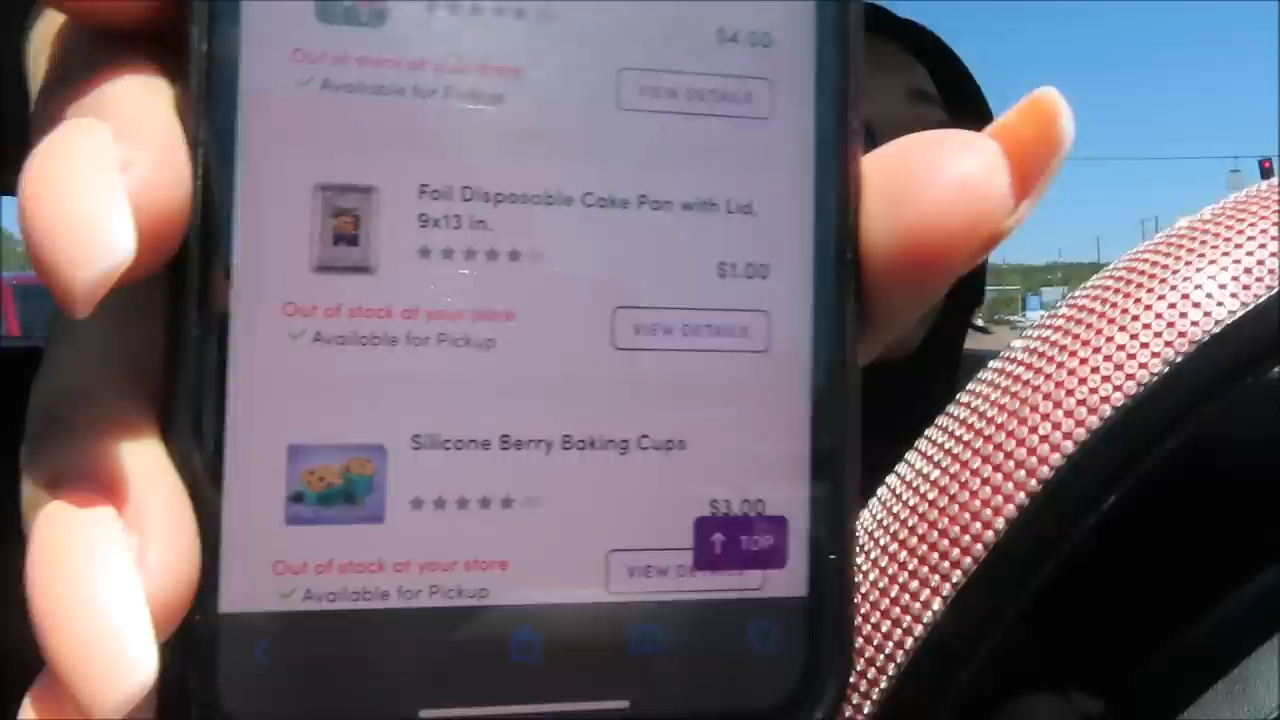 $4.00
Out of stock at your store
Available for Pickup
VIEW DETAILS
Foil Disposable Cake Pan with Lid,
9x13 in.
$1.00
Out of stock at your store
Available for Pickup
VIEW DETAILS
Silicone Berry Baking Cups
$3.00
↑ TOP
Out of stock at your store
Available for Pickup
VIEW DETAILS